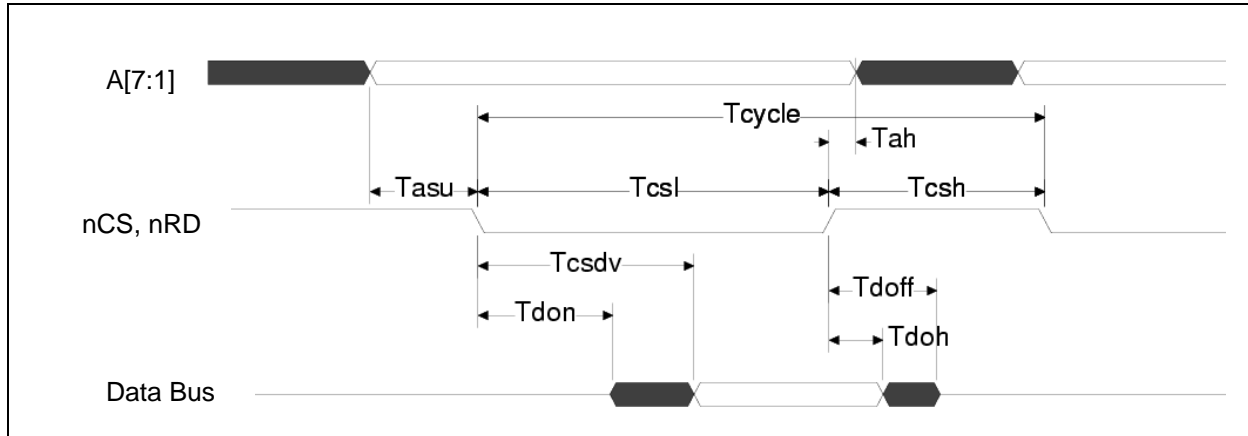 A[7:1]
Tcycle
Tah
Tasu
Tcsl
Tcsh
nCS, nRD
Tcsdv
Tdoff
Tdon
Tdoh
Data Bus